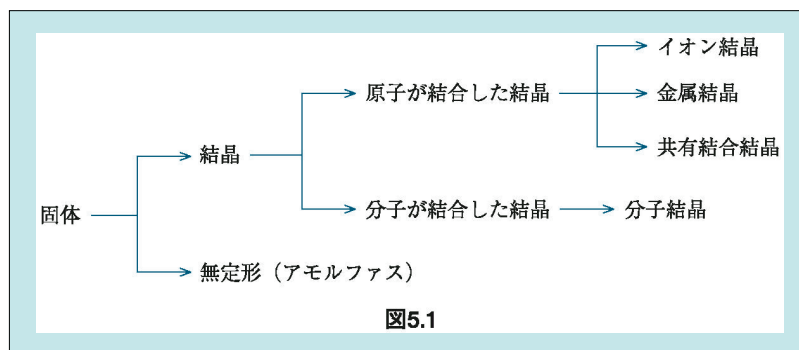 イオン結晶
原子が結合した結晶
金属結晶
結晶
共有結合結晶
固体
分子が結合した結晶
分子結晶
無定形（アモルファス）
図5.1